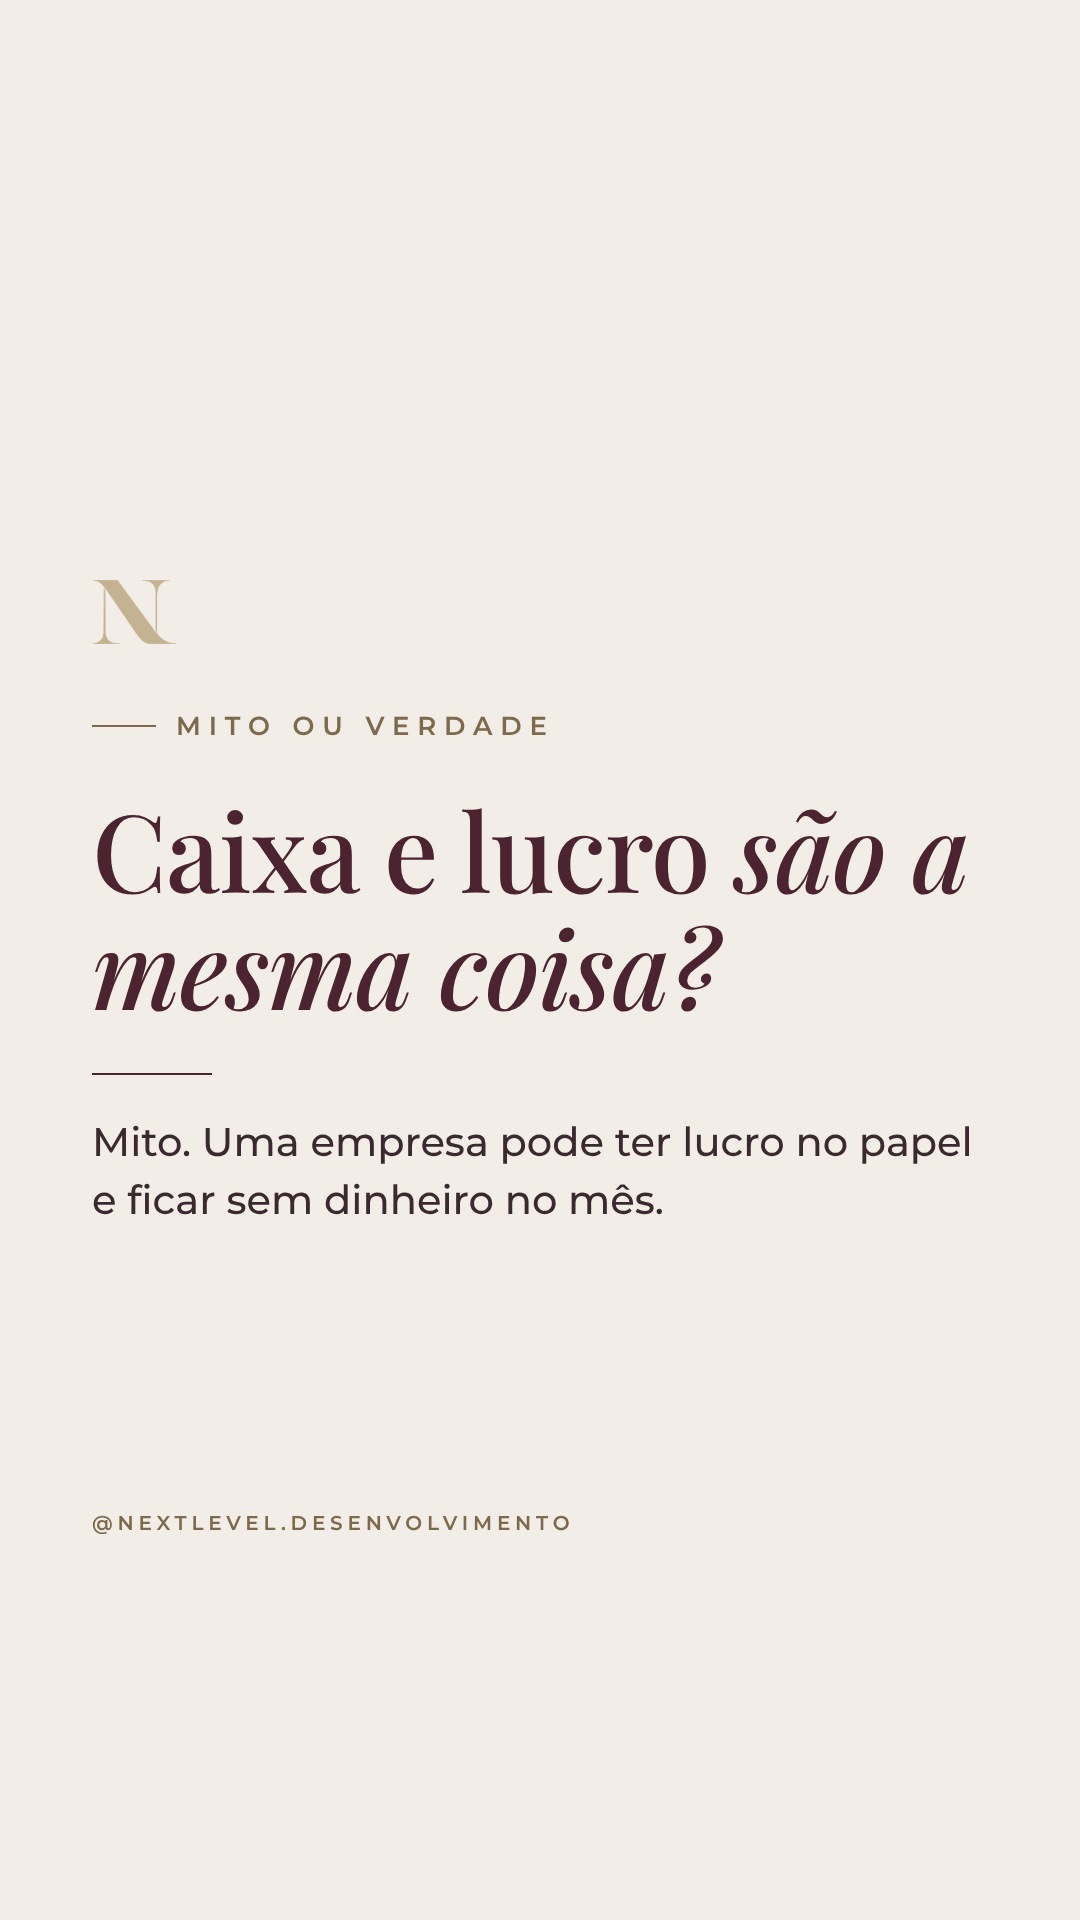 N
MITO OU VERDADE
Caixa e lucro são a
mesma coisa?
Mito. Uma empresa pode ter lucro no papel
e ficar sem dinheiro no mês.
@NEXTLEVEL.DESENVOLVIMENTO